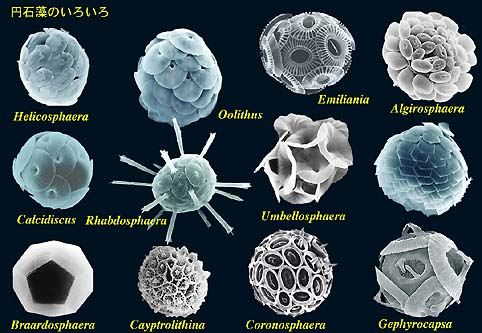 円石藻のいろいろ
Helicosphaera
Oolithus
Emiliania
Algirosphaera
Calcidiscus
Rhabdosphaera
Umbellosphaera
Braardosphaera
Cayptrolithina
Coronosphaera
Gephyrocapsa